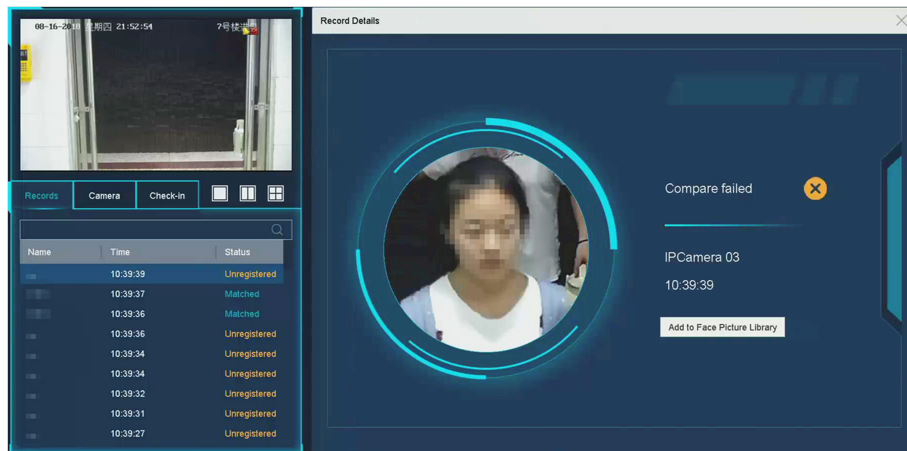 Record Details
星期四 21:52:54
7号楼
Records
Camera
Check-in
Name
Time
Status
10:39:39
Unregistered
10:39:37
Matched
10:39:36
Matched
10:39:36
Unregistered
10:39:34
Unregistered
10:39:34
Unregistered
10:39:32
Unregistered
10:39:31
Unregistered
10:39:27
Unregistered
Compare failed
IPCamera 03
10:39:39
Add to Face Picture Library